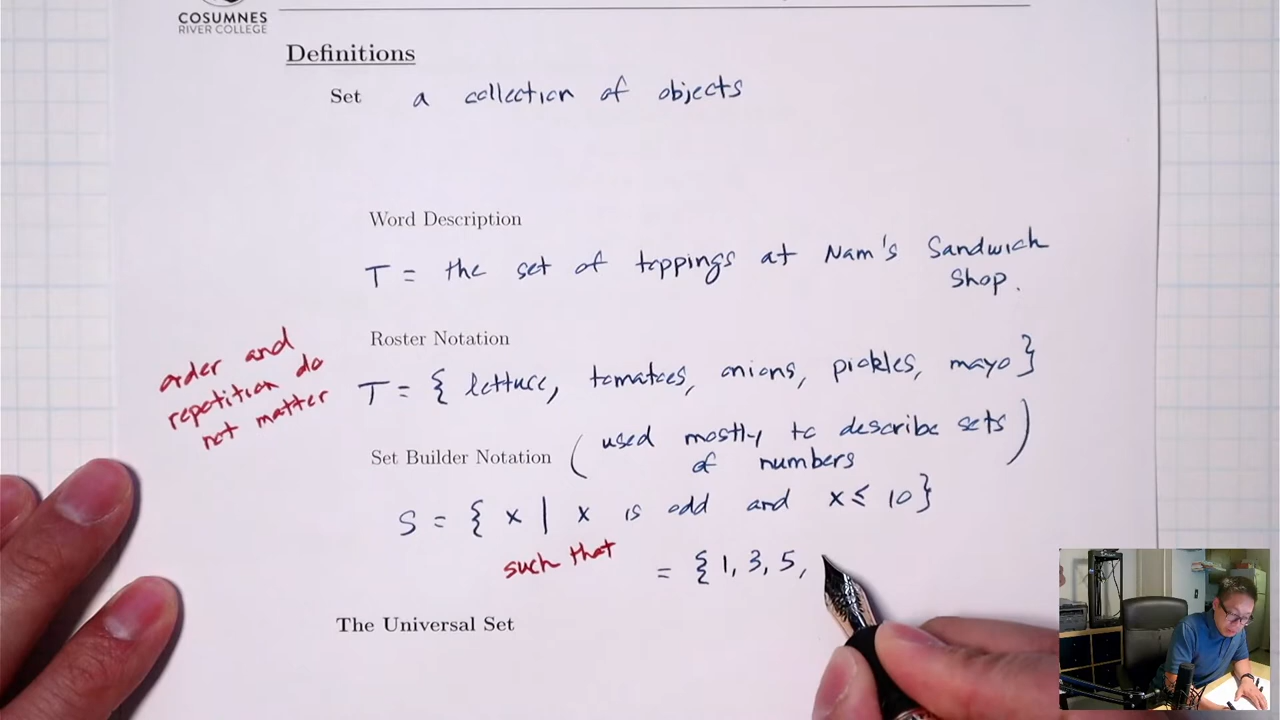 COSUMNES
RIVER COLLEGE
Definitions
Set a collection of objects
Word Description
T = the set of toppings at Nam's Sandwich
Shop.
Roster Notation
order and
repetition do
not matter
T = { lettuce, tomatoes, onions, pickles, mayo }
Set Builder Notation ( used mostly to describe sets
of numbers )
S = { x | x is odd and x ≤ 10 }
such that
= { 1, 3, 5,
The Universal Set